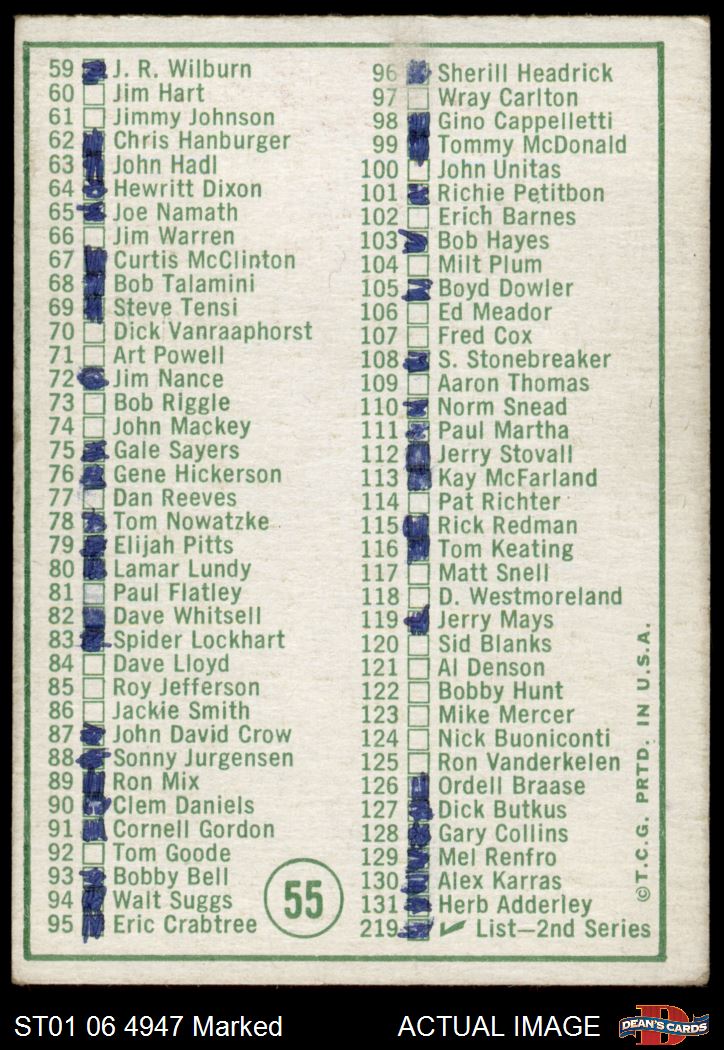 59 J. R. Wilburn
60 Jim Hart
61 Jimmy Johnson
62 Chris Hanburger
63 John Hadl
64 Hewritt Dixon
65 Joe Namath
66 Jim Warren
67 Curtis McClinton
68 Bob Talamini
69 Steve Tensi
70 Dick Vanraaphorst
71 Art Powell
72 Jim Nance
73 Bob Riggle
74 John Mackey
75 Gale Sayers
76 Gene Hickerson
77 Dan Reeves
78 Tom Nowatzke
79 Elijah Pitts
80 Lamar Lundy
81 Paul Flatley
82 Dave Whitsell
83 Spider Lockhart
84 Dave Lloyd
85 Roy Jefferson
86 Jackie Smith
87 John David Crow
88 Sonny Jurgensen
89 Ron Mix
90 Clem Daniels
91 Cornell Gordon
92 Tom Goode
93 Bobby Bell
94 Walt Suggs
95 Eric Crabtree
55
96 Sherill Headrick
97 Wray Carlton
98 Gino Cappelletti
99 Tommy McDonald
100 John Unitas
101 Richie Petitbon
102 Erich Barnes
103 Bob Hayes
104 Milt Plum
105 Boyd Dowler
106 Ed Meador
107 Fred Cox
108 S. Stonebreaker
109 Aaron Thomas
110 Norm Snead
111 Paul Martha
112 Jerry Stovall
113 Kay McFarland
114 Pat Richter
115 Rick Redman
116 Tom Keating
117 Matt Snell
118 D. Westmoreland
119 Jerry Mays
120 Sid Blanks
121 Al Denson
122 Bobby Hunt
123 Mike Mercer
124 Nick Buoniconti
125 Ron Vanderkelen
126 Ordell Braase
127 Dick Butkus
128 Gary Collins
129 Mel Renfro
130 Alex Karras
131 Herb Adderley
219 ✓ List—2nd Series
©T.C.G. PRTD. IN U.S.A.
ST01 06 4947 Marked
ACTUAL IMAGE
D
DEAN'S CARDS